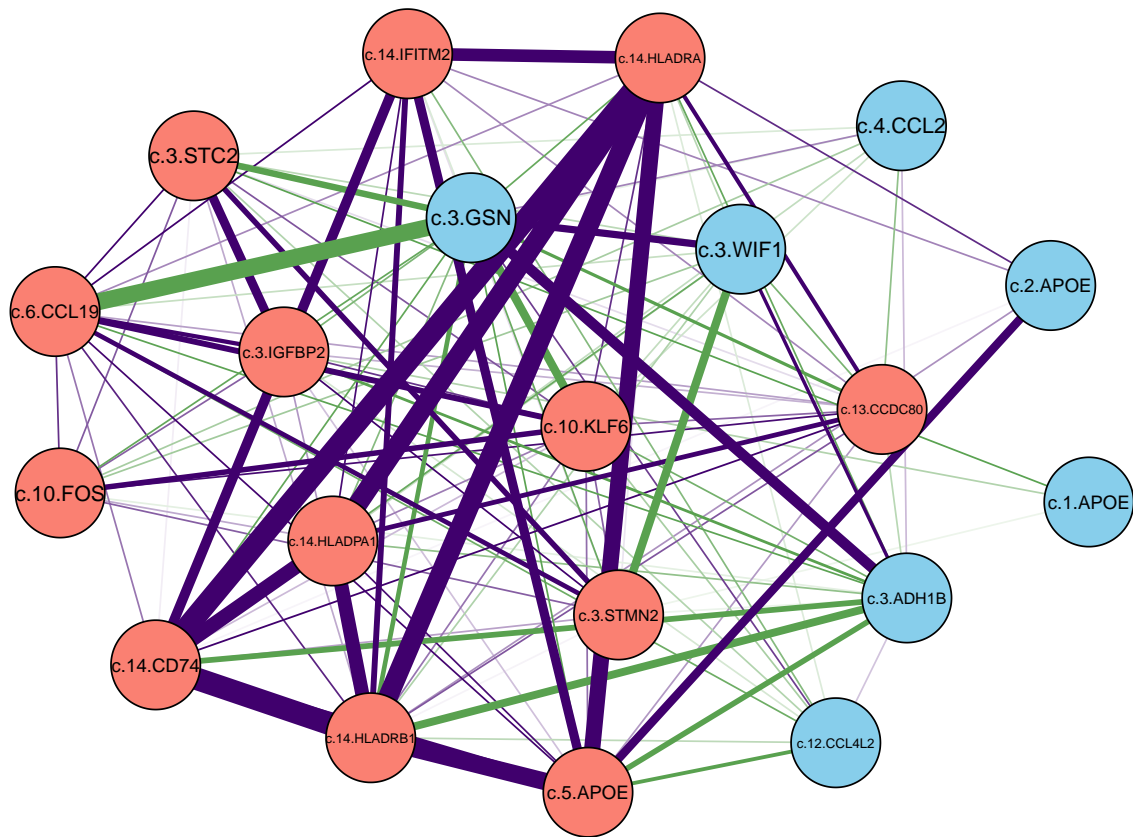 c.14.IFITM2
c.14.HLADRA
c.4.CCL2
c.3.STC2
c.3.GSN
c.3.WIF1
c.2.APOE
c.6.CCL19
c.3.IGFBP2
c.13.CCDC80
c.10.KLF6
c.10.FOS
c.1.APOE
c.14.HLADPA1
c.3.ADH1B
c.3.STMN2
c.14.CD74
c.14.HLADRB1
c.12.CCL4L2
c.5.APOE